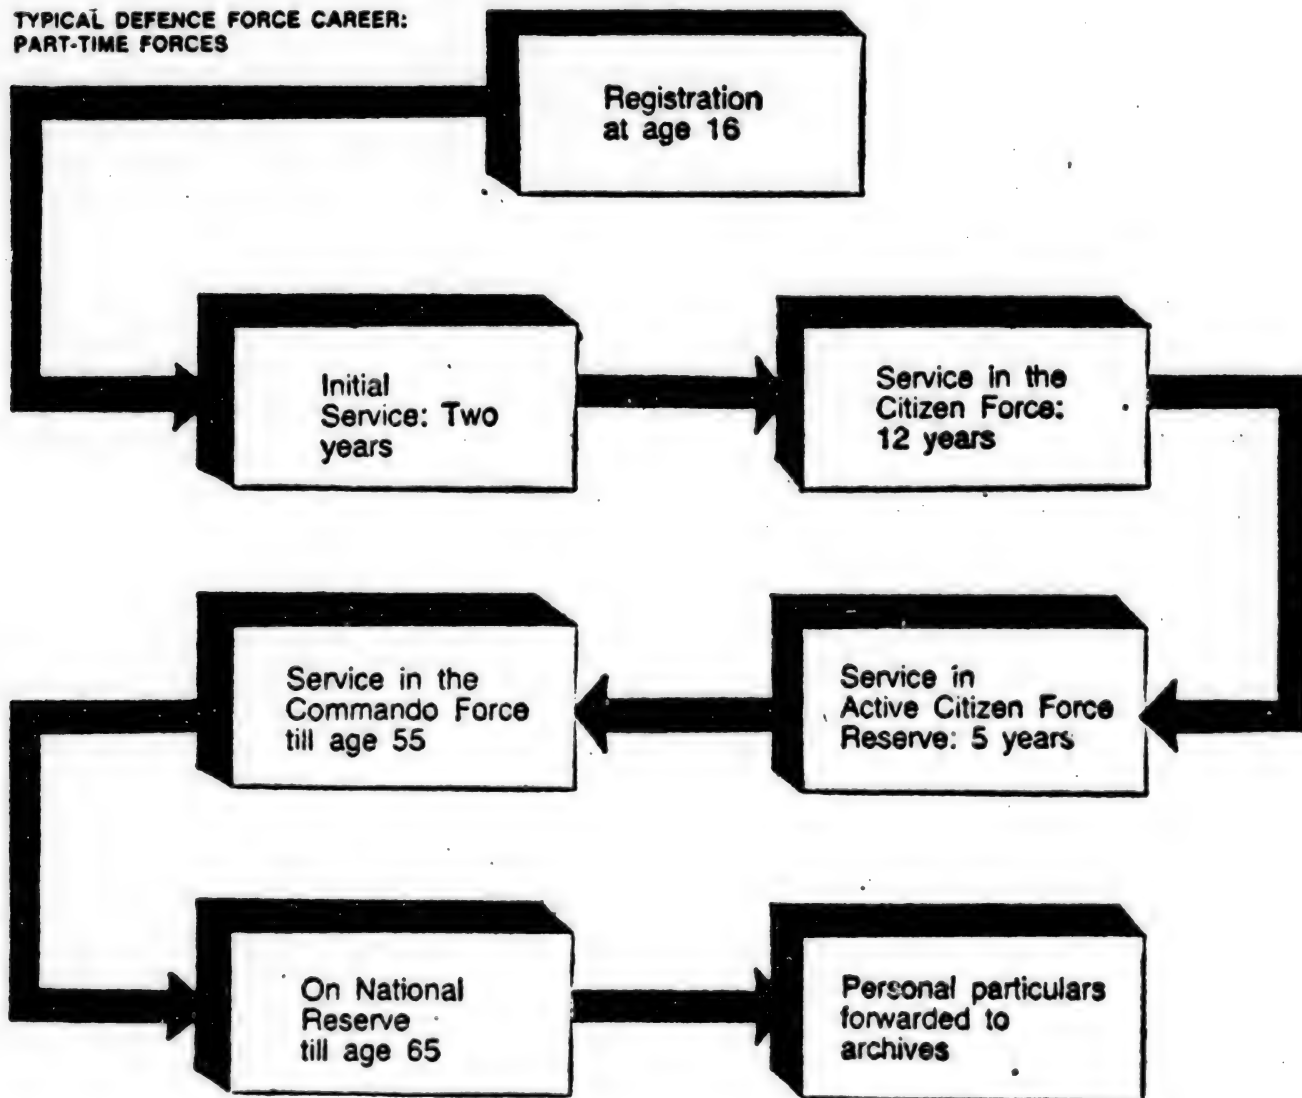 TYPICAL DEFENCE FORCE CAREER:
PART-TIME FORCES
Registration
at age 16
Initial
Service: Two
years
Service in the
Citizen Force:
12 years
Service in
Active Citizen Force
Reserve: 5 years
Service in the
Commando Force
till age 55
On National
Reserve
till age 65
Personal particulars
forwarded to
archives